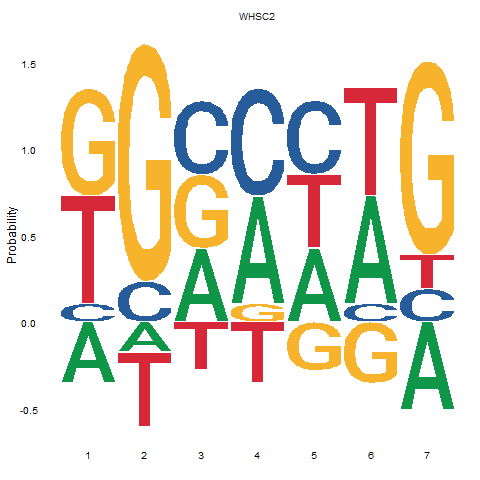 WHSC2
Probability
1.5
1.0
0.5
0.0
-0.5
G G C C C T G
T C G A T A T
C A A G A C C
A T T T G G A
1 2 3 4 5 6 7